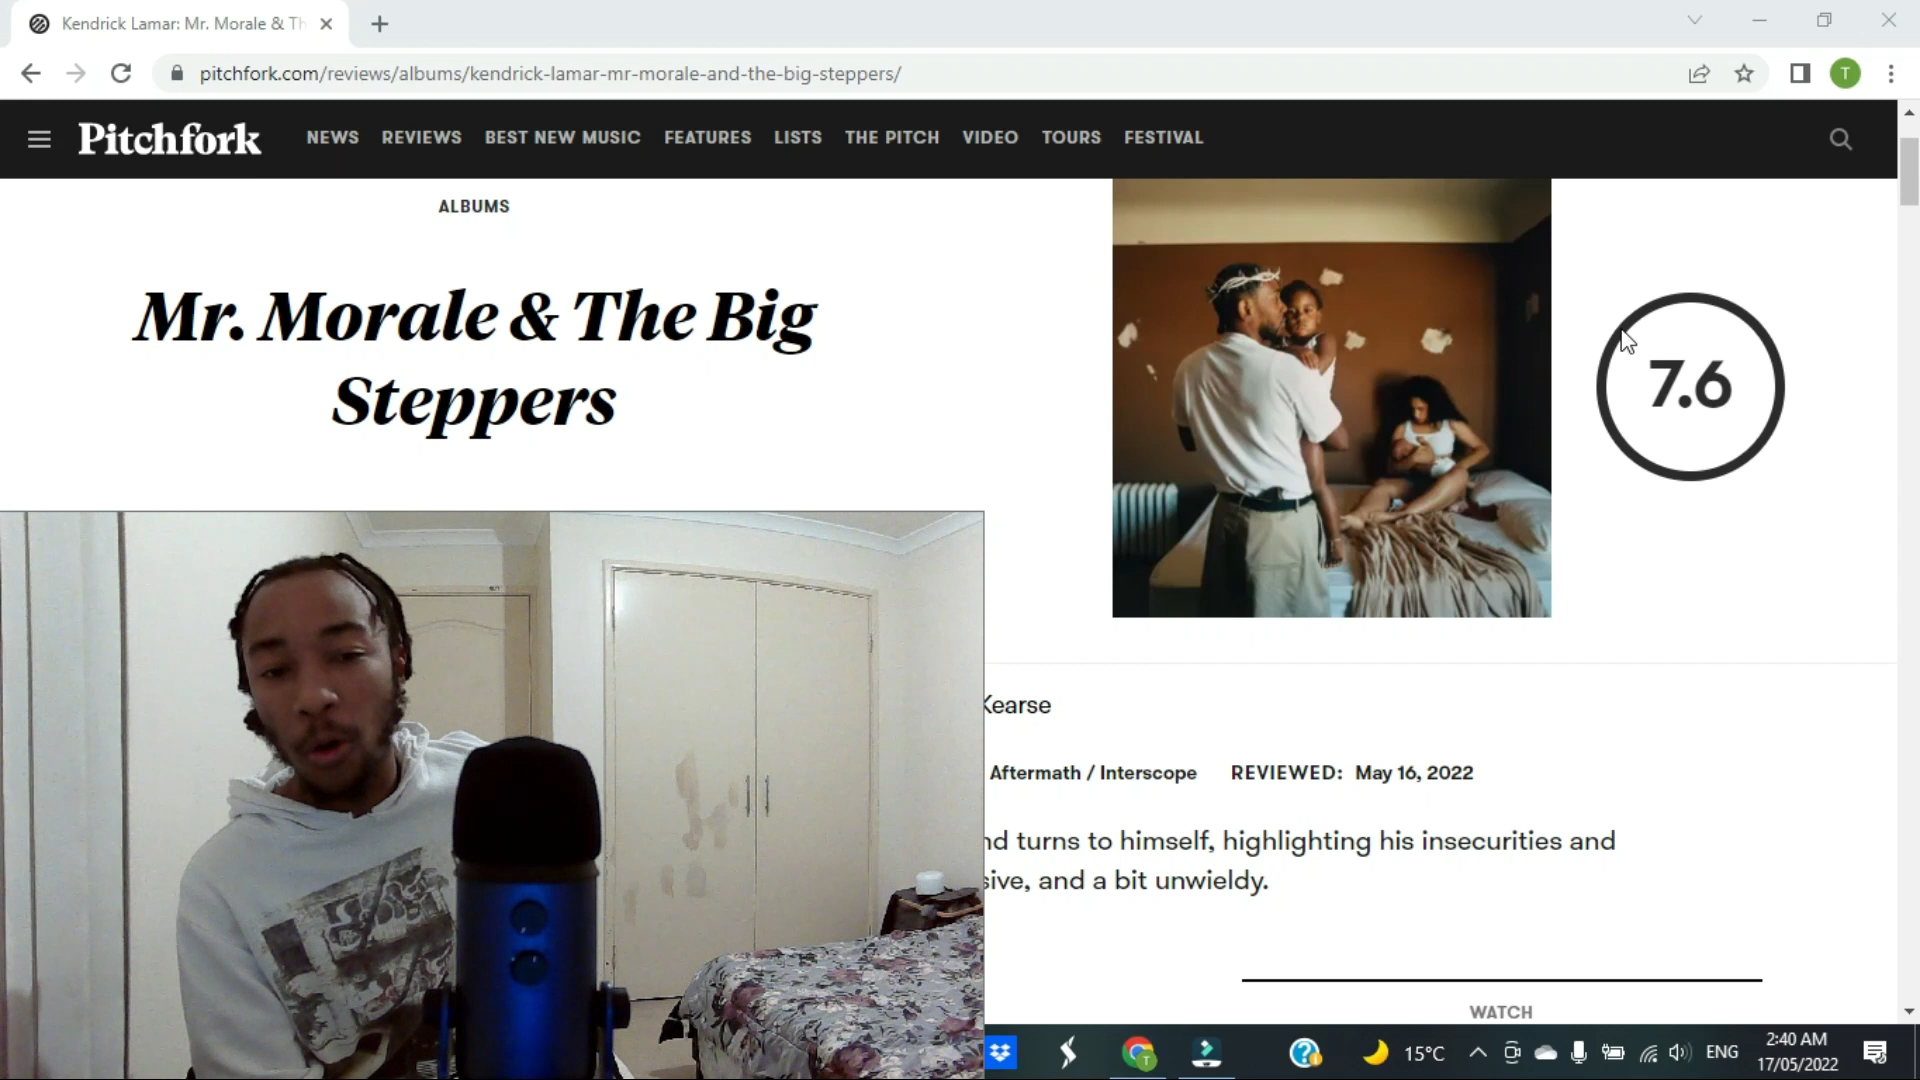 Kendrick Lamar: Mr. Morale & Th
pitchfork.com/reviews/albums/kendrick-lamar-mr-morale-and-the-big-steppers/
T
Pitchfork
NEWS REVIEWS BEST NEW MUSIC FEATURES LISTS THE PITCH VIDEO TOURS FESTIVAL
ALBUMS
Mr. Morale & The Big
Steppers
7.6
Kearse
Aftermath / Interscope REVIEWED: May 16, 2022
nd turns to himself, highlighting his insecurities and
sive, and a bit unwieldy.
WATCH
15°C
ENG
2:40 AM
17/05/2022